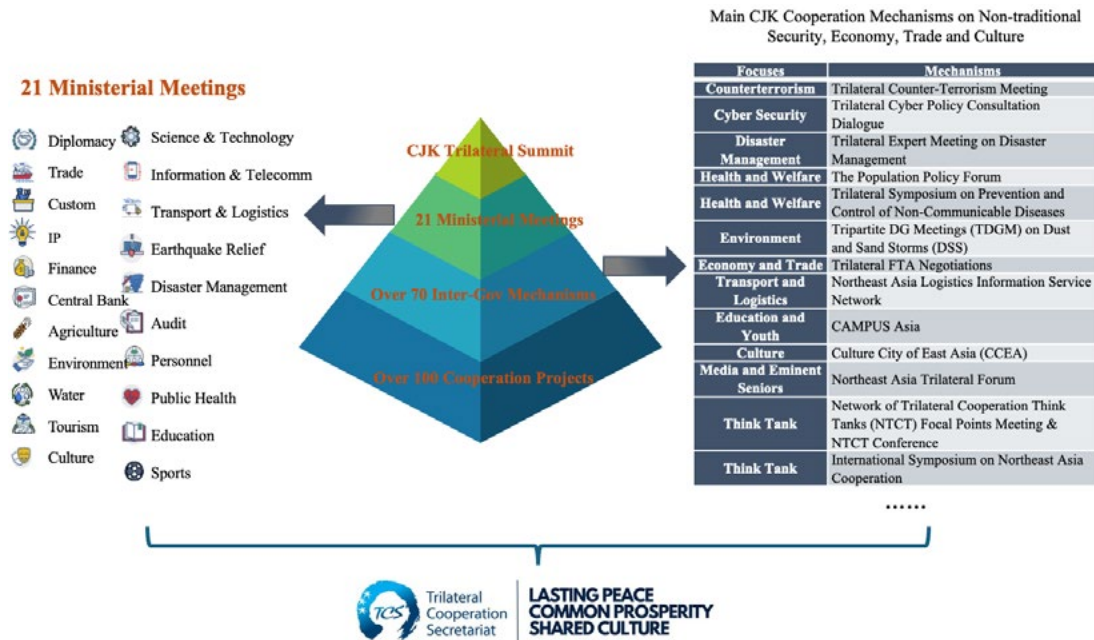 Main CJK Cooperation Mechanisms on Non-traditional
Security, Economy, Trade and Culture
21 Ministerial Meetings
Diplomacy
Trade
Custom
IP
Finance
Central Bank
Agriculture
Environment
Water
Tourism
Culture
Science & Technology
Information & Telecomm
Transport & Logistics
Earthquake Relief
Disaster Management
Audit
Personnel
Public Health
Education
Sports
CJK Trilateral Summit
21 Ministerial Meetings
Over 70 Inter-Gov Mechanisms
Over 100 Cooperation Projects
Focuses Mechanisms
Counterterrorism Trilateral Counter-Terrorism Meeting
Cyber Security Trilateral Cyber Policy Consultation
Dialogue
Disaster Trilateral Expert Meeting on Disaster
Management Management
Health and Welfare The Population Policy Forum
Health and Welfare Trilateral Symposium on Prevention and
Control of Non-Communicable Diseases
Environment Tripartite DG Meetings (TDGM) on Dust
and Sand Storms (DSS)
Economy and Trade Trilateral FTA Negotiations
Transport and Northeast Asia Logistics Information Service
Logistics Network
Education and
Youth CAMPUS Asia
Culture Culture City of East Asia (CCEA)
Media and Eminent
Seniors Northeast Asia Trilateral Forum
Think Tank Network of Trilateral Cooperation Think
Tanks (NTCT) Focal Points Meeting &
NTCT Conference
Think Tank International Symposium on Northeast Asia
Cooperation
……
TCS
Trilateral
Cooperation
Secretariat
LASTING PEACE
COMMON PROSPERITY
SHARED CULTURE